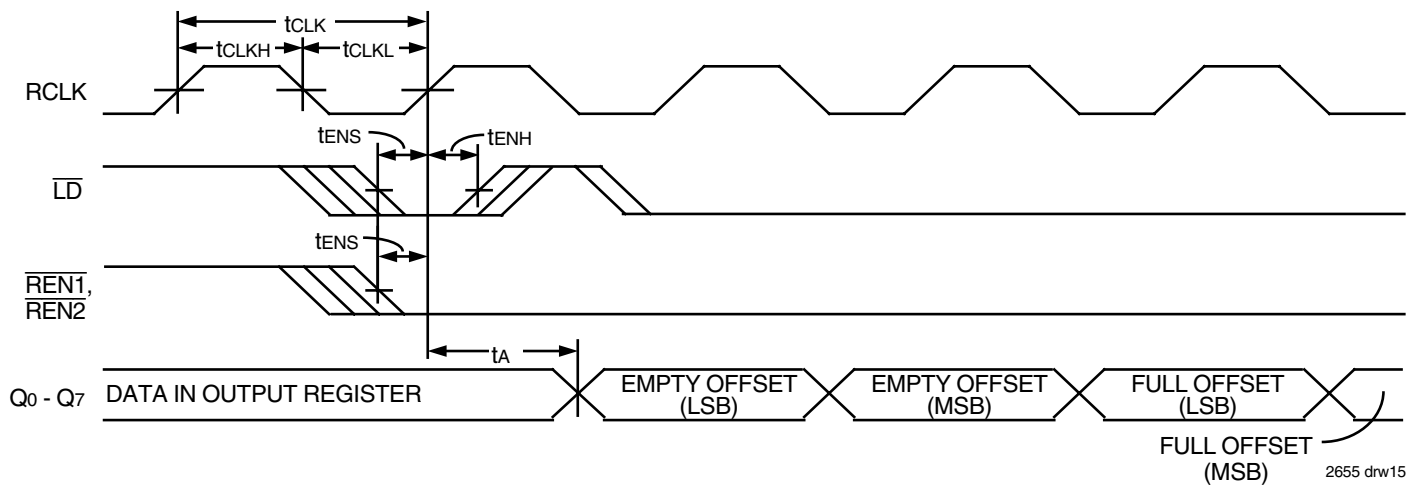 tCLK
tCLKH
tCLKL
RCLK
tENS
tENH
LD
tENS
REN1,
REN2
tA
Q0 - Q7
DATA IN OUTPUT REGISTER
EMPTY OFFSET
(LSB)
EMPTY OFFSET
(MSB)
FULL OFFSET
(LSB)
FULL OFFSET
(MSB)
2655 drw15